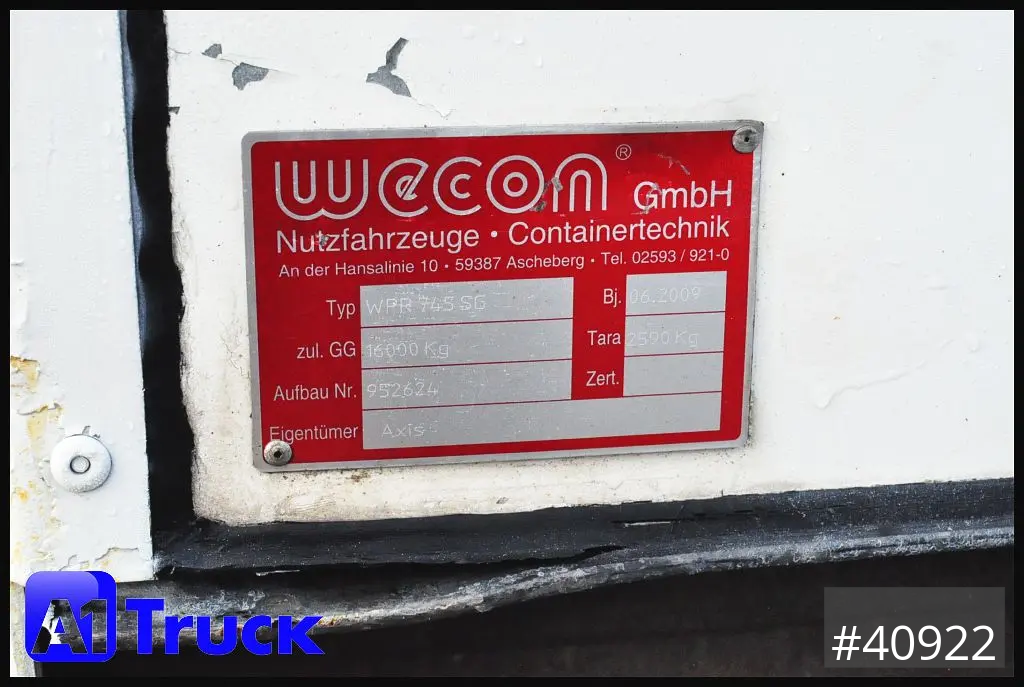 wecon ®
GmbH
Nutzfahrzeuge • Containertechnik
An der Hansalinie 10 • 59387 Ascheberg • Tel. 02593 / 921-0
Typ WPR 745 SG Bj. 06.2009
zul. GG 16000 Kg Tara 2590 Kg
Aufbau Nr. 952624 Zert.
Eigentümer Axis
A1 Truck
#40922